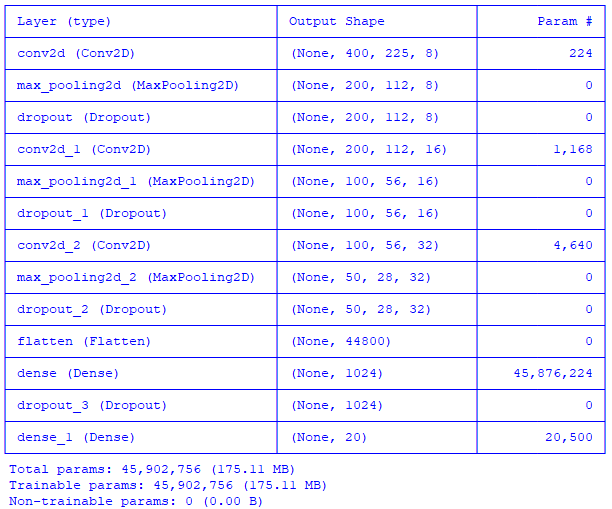 Layer (type) Output Shape Param #
conv2d (Conv2D) (None, 400, 225, 8) 224
max_pooling2d (MaxPooling2D) (None, 200, 112, 8) 0
dropout (Dropout) (None, 200, 112, 8) 0
conv2d_1 (Conv2D) (None, 200, 112, 16) 1,168
max_pooling2d_1 (MaxPooling2D) (None, 100, 56, 16) 0
dropout_1 (Dropout) (None, 100, 56, 16) 0
conv2d_2 (Conv2D) (None, 100, 56, 32) 4,640
max_pooling2d_2 (MaxPooling2D) (None, 50, 28, 32) 0
dropout_2 (Dropout) (None, 50, 28, 32) 0
flatten (Flatten) (None, 44800) 0
dense (Dense) (None, 1024) 45,876,224
dropout_3 (Dropout) (None, 1024) 0
dense_1 (Dense) (None, 20) 20,500
Total params: 45,902,756 (175.11 MB)
Trainable params: 45,902,756 (175.11 MB)
Non-trainable params: 0 (0.00 B)